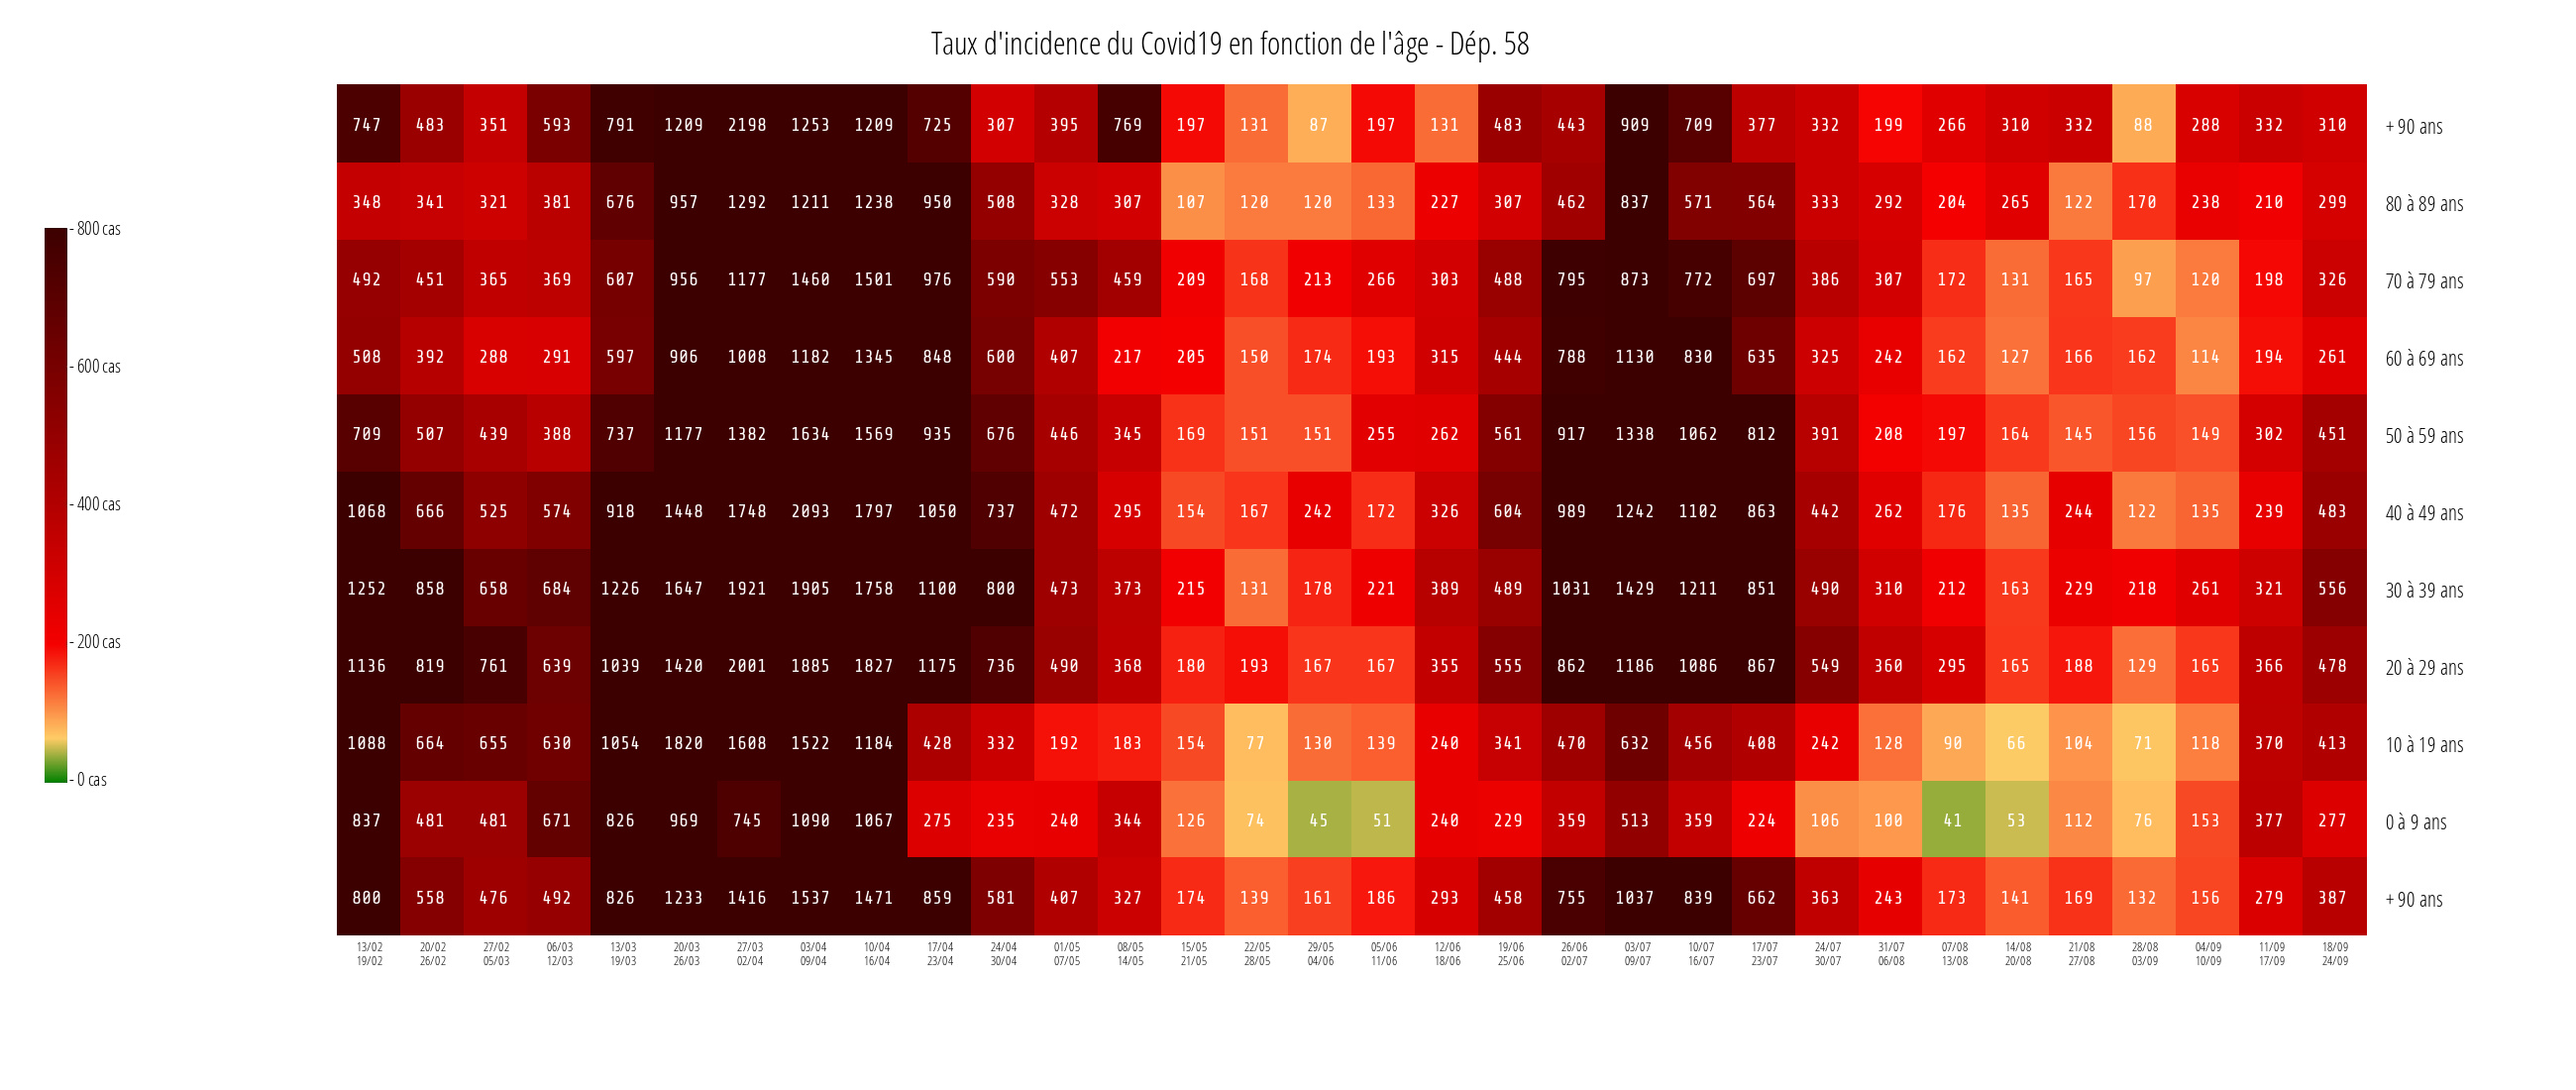 Taux d'incidence du Covid19 en fonction de l'âge - Dép. 58
747 483 351 593 791 1209 2198 1253 1209 725 307 395 769 197 131 87 197 131 483 443 909 709 377 332 199 266 310 332 88 288 332 310 + 90 ans
348 341 321 381 676 957 1292 1211 1238 950 508 328 307 107 120 120 133 227 307 462 837 571 564 333 292 204 265 122 170 238 210 299 80 à 89 ans
- 800 cas
492 451 365 369 607 956 1177 1460 1501 976 590 553 459 209 168 213 266 303 488 795 873 772 697 386 307 172 131 165 97 120 198 326 70 à 79 ans
508 392 288 291 597 906 1008 1182 1345 848 600 407 217 205 150 174 193 315 444 788 1130 830 635 325 242 162 127 166 162 114 194 261 60 à 69 ans
- 600 cas
709 507 439 388 737 1177 1382 1634 1569 935 676 446 345 169 151 151 255 262 561 917 1338 1062 812 391 208 197 164 145 156 149 302 451 50 à 59 ans
- 400 cas
1068 666 525 574 918 1448 1748 2093 1797 1050 737 472 295 154 167 242 172 326 604 989 1242 1102 863 442 262 176 135 244 122 135 239 483 40 à 49 ans
1252 858 658 684 1226 1647 1921 1905 1758 1100 800 473 373 215 131 178 221 389 489 1031 1429 1211 851 490 310 212 163 229 218 261 321 556 30 à 39 ans
- 200 cas
1136 819 761 639 1039 1420 2001 1885 1827 1175 736 490 368 180 193 167 167 355 555 862 1186 1086 867 549 360 295 165 188 129 165 366 478 20 à 29 ans
1088 664 655 630 1054 1820 1608 1522 1184 428 332 192 183 154 77 130 139 240 341 470 632 456 408 242 128 90 66 104 71 118 370 413 10 à 19 ans
- 0 cas
837 481 481 671 826 969 745 1090 1067 275 235 240 344 126 74 45 51 240 229 359 513 359 224 106 100 41 53 112 76 153 377 277 0 à 9 ans
800 558 476 492 826 1233 1416 1537 1471 859 581 407 327 174 139 161 186 293 458 755 1037 839 662 363 243 173 141 169 132 156 279 387 + 90 ans
13/02 20/02 27/02 06/03 13/03 20/03 27/03 03/04 10/04 17/04 24/04 01/05 08/05 15/05 22/05 29/05 05/06 12/06 19/06 26/06 03/07 10/07 17/07 24/07 31/07 07/08 14/08 21/08 28/08 04/09 11/09 18/09
19/02 26/02 05/03 12/03 19/03 26/03 02/04 09/04 16/04 23/04 30/04 07/05 14/05 21/05 28/05 04/06 11/06 18/06 25/06 02/07 09/07 16/07 23/07 30/07 06/08 13/08 20/08 27/08 03/09 10/09 17/09 24/09